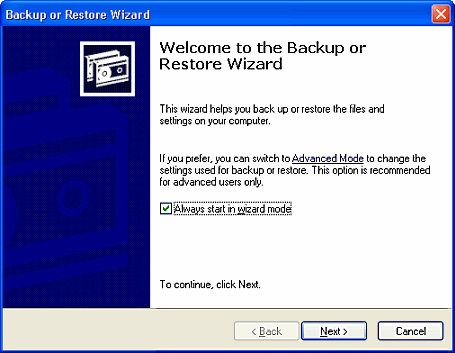 Backup or Restore Wizard
Welcome to the Backup or
Restore Wizard
This wizard helps you back up or restore the files and
settings on your computer.
If you prefer, you can switch to Advanced Mode to change the
settings used for backup or restore. This option is recommended
for advanced users only.
Always start in wizard mode
To continue, click Next.
< Back
Next >
Cancel